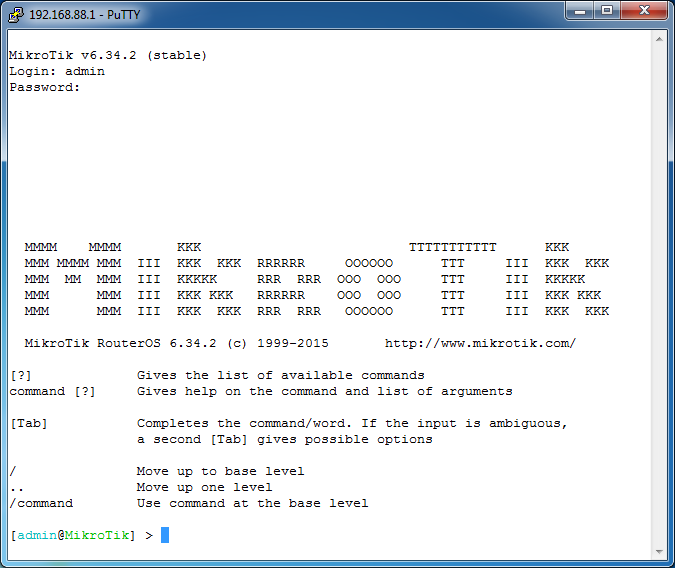 192.168.88.1 - PuTTY
MikroTik v6.34.2 (stable)
Login: admin
Password:
  MMMM    MMMM       KKK                          TTTTTTTTTTT      KKK
  MMM MMMM MMM  III  KKK  KKK  RRRRRR     OOOOOO      TTT     III  KKK  KKK
  MMM  MM  MMM  III  KKKKK     RRR  RRR  OOO  OOO     TTT     III  KKKKK
  MMM      MMM  III  KKK KKK   RRRRRR    OOO  OOO     TTT     III  KKK KKK
  MMM      MMM  III  KKK  KKK  RRR  RRR   OOOOOO      TTT     III  KKK  KKK
  MikroTik RouterOS 6.34.2 (c) 1999-2015       http://www.mikrotik.com/
[?]             Gives the list of available commands
command [?]     Gives help on the command and list of arguments
[Tab]           Completes the command/word. If the input is ambiguous,
                a second [Tab] gives possible options
/               Move up to base level
..              Move up one level
/command        Use command at the base level
[admin@MikroTik] >